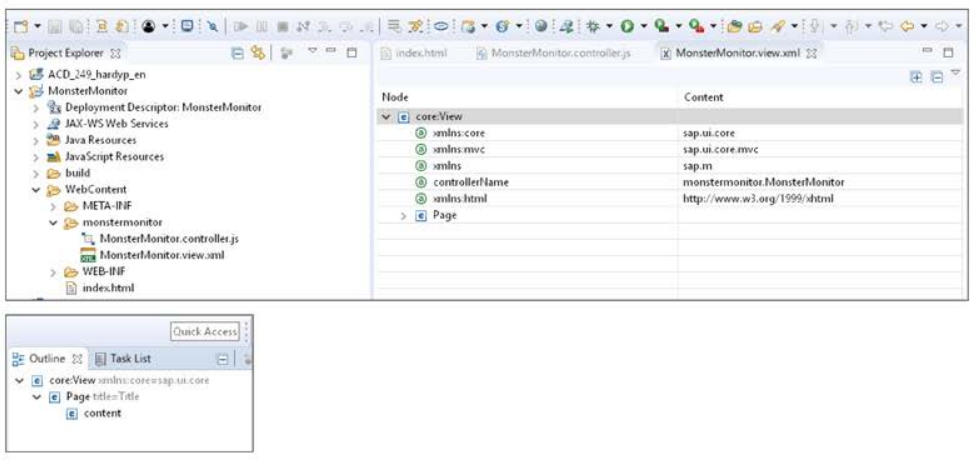 Project Explorer
index.html
MonsterMonitor.controller.js
MonsterMonitor.view.xml
ACD_249_hardyp_en
MonsterMonitor
Deployment Descriptor: MonsterMonitor
JAX-WS Web Services
Java Resources
JavaScript Resources
build
WebContent
META-INF
monstermonitor
MonsterMonitor.controller.js
MonsterMonitor.view.xml
WEB-INF
index.html
Node Content
core:View
xmlns:core sap.ui.core
xmlns:mvc sap.ui.core.mvc
xmlns sap.m
controllerName monstermonitor.MonsterMonitor
xmlns:html http://www.w3.org/1999/xhtml
Page
Quick Access
Outline Task List
core:View xmlns:core=sap.ui.core
Page title=Title
content